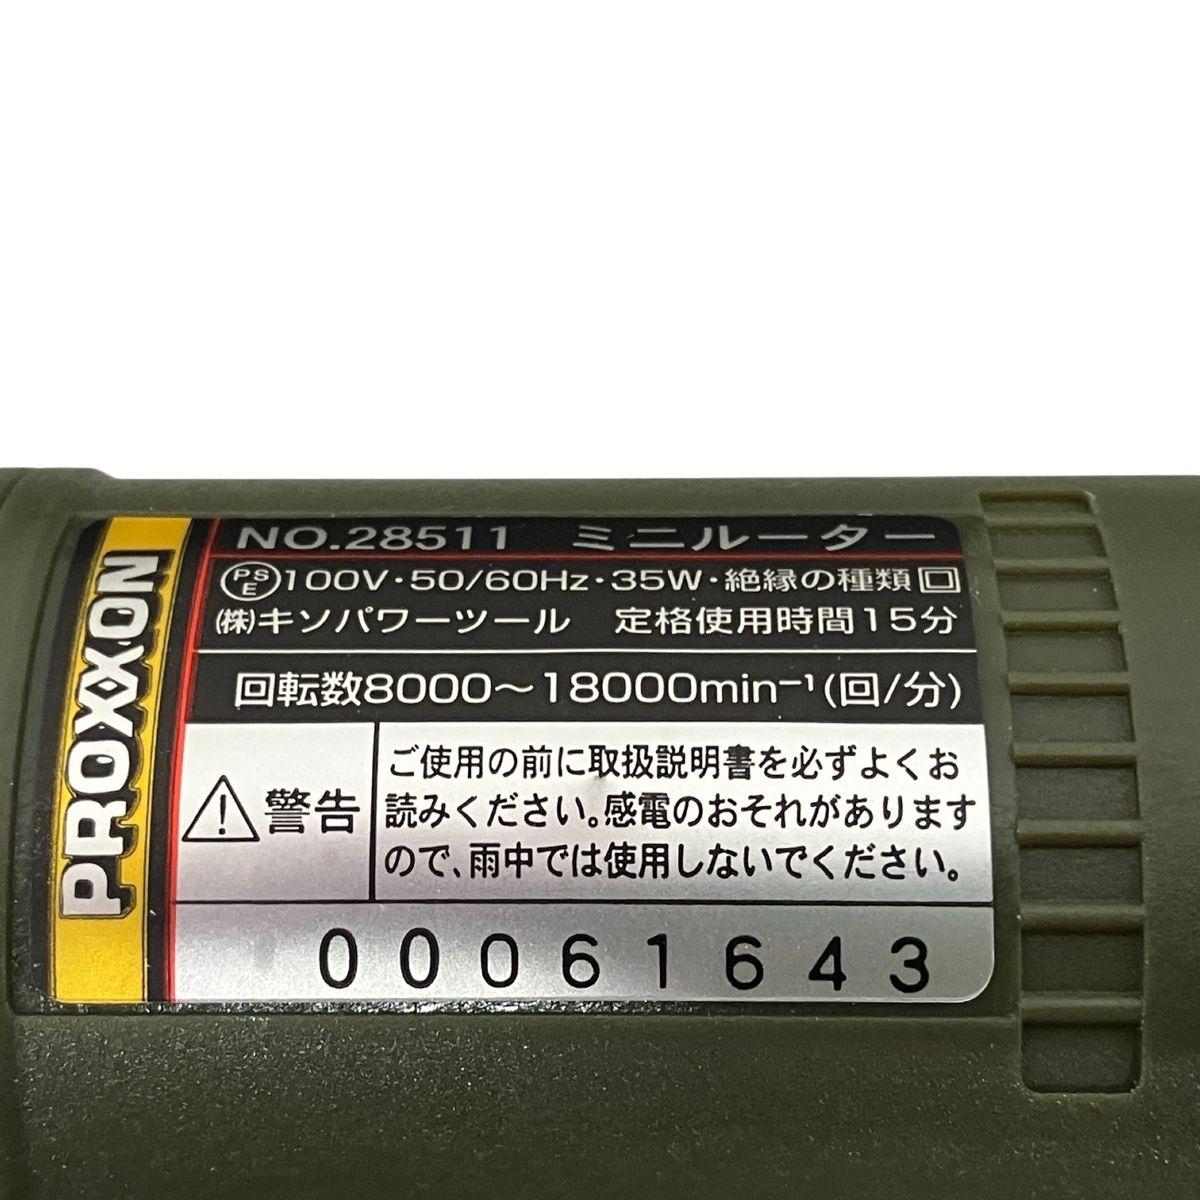 PROXXON
NO.28511 ミニルーター
PSE 100V・50/60Hz・35W・絶縁の種類回
(株)キソパワーツール 定格使用時間15分
回転数8000～18000min⁻¹(回/分)
警告
ご使用の前に取扱説明書を必ずよくお
読みください。感電のおそれがあります
ので、雨中では使用しないでください。
00061643